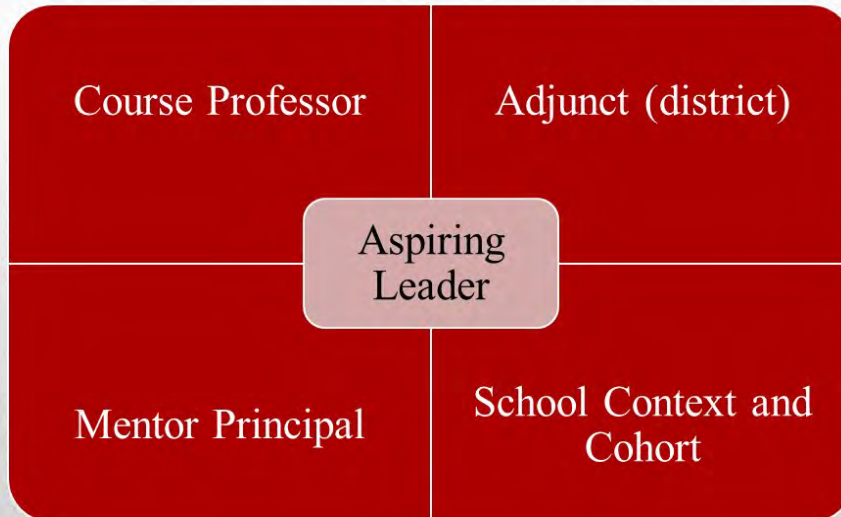 Course Professor
Adjunct (district)
Aspiring
Leader
Mentor Principal
School Context and
Cohort